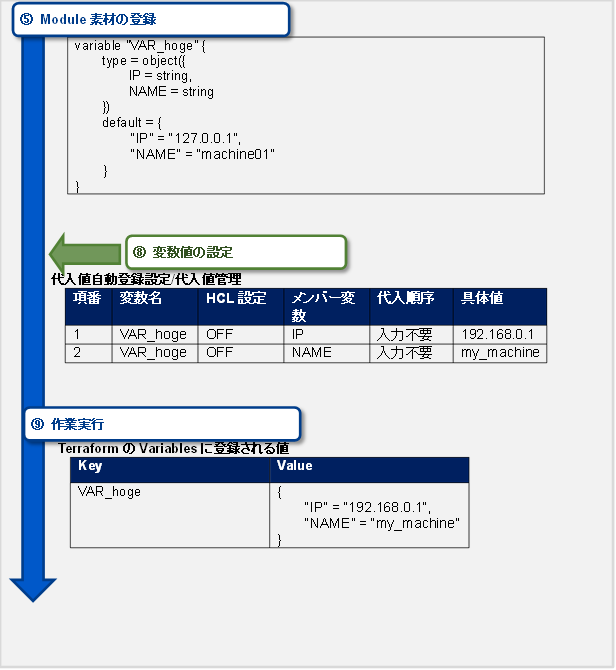 ⑤ Module 素材の登録
variable "VAR_hoge" {
type = object({
IP = string,
NAME = string
})
default = {
"IP" = "127.0.0.1",
"NAME" = "machine01"
}
}
⑧ 変数値の設定
代入値自動登録設定/代入値管理
項番 変数名 HCL 設定 メンバー変数 代入順序 具体値
1 VAR_hoge OFF IP 入力不要 192.168.0.1
2 VAR_hoge OFF NAME 入力不要 my_machine
⑨ 作業実行
Terraform の Variables に登録される値
Key Value
VAR_hoge {
"IP" = "192.168.0.1",
"NAME" = "my_machine"
}